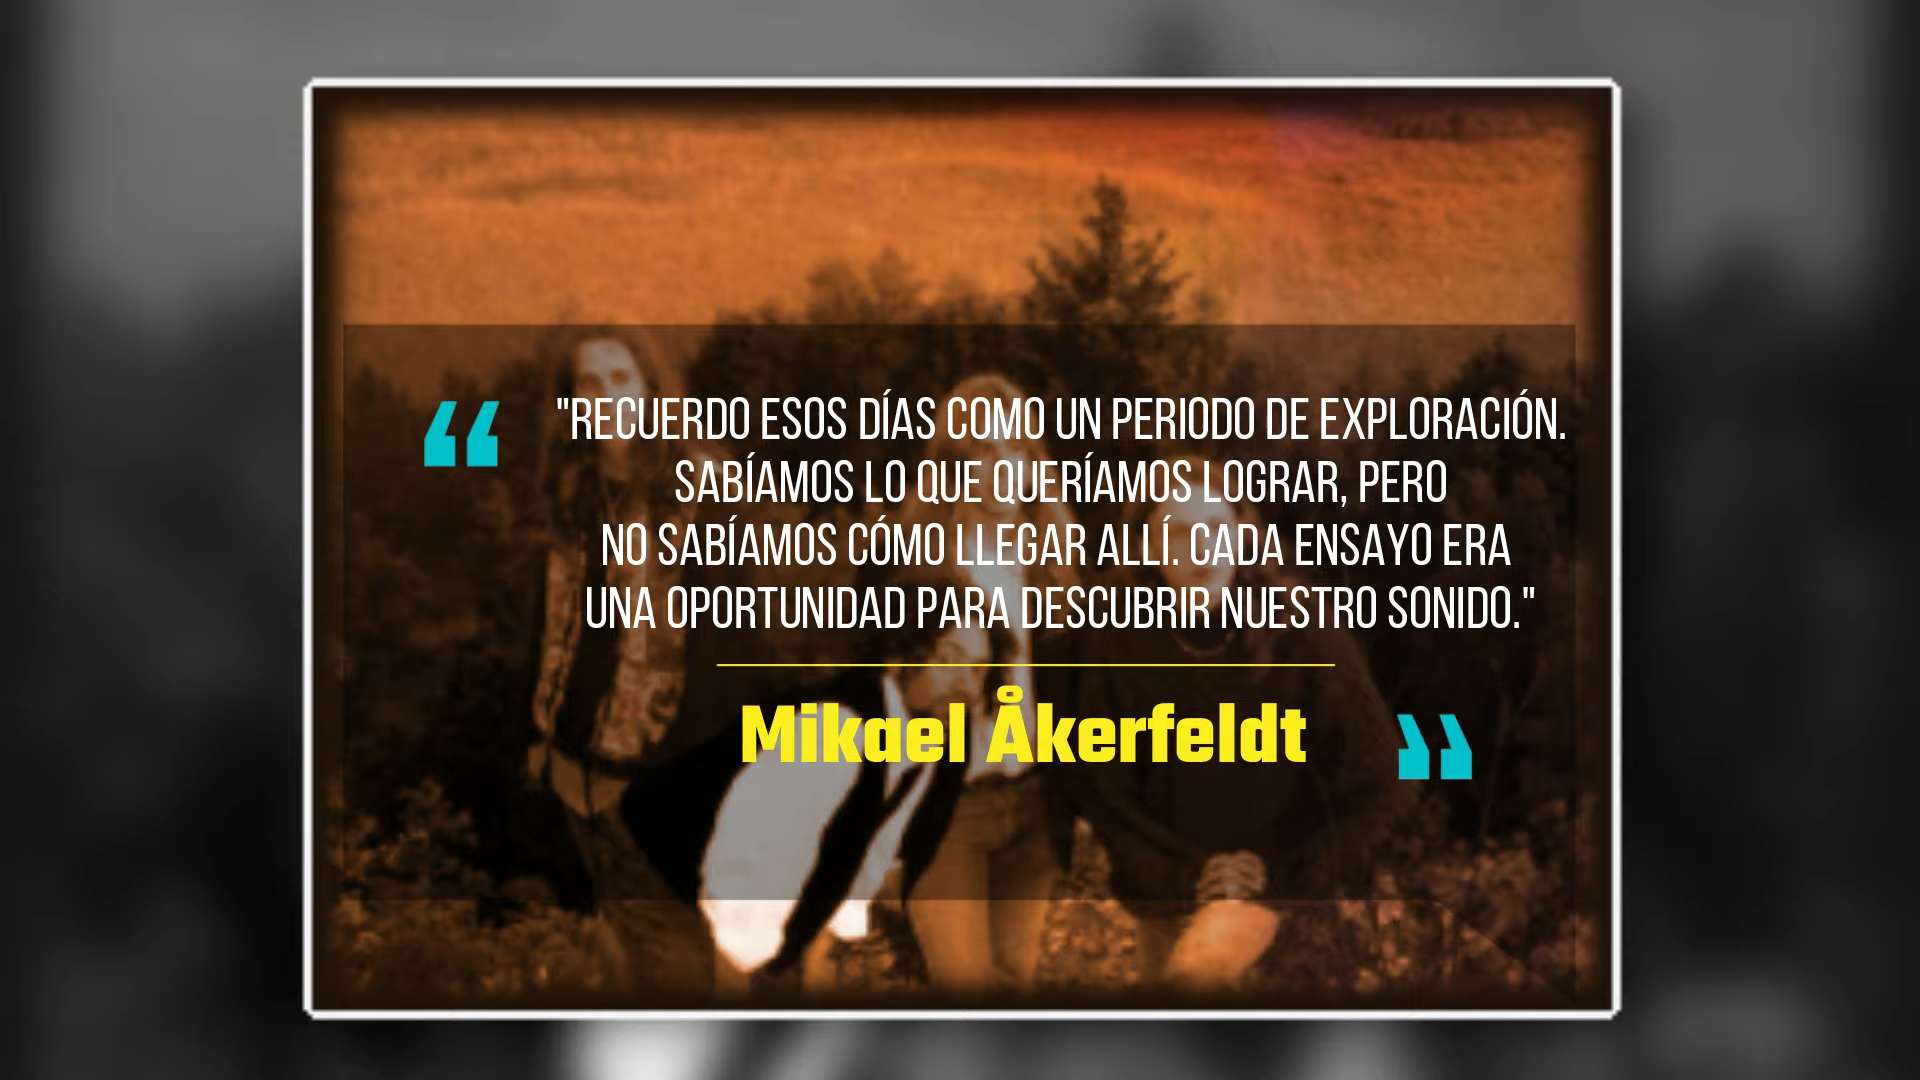 "RECUERDO ESOS DÍAS COMO UN PERIODO DE EXPLORACIÓN.
SABÍAMOS LO QUE QUERÍAMOS LOGRAR, PERO
NO SABÍAMOS CÓMO LLEGAR ALLÍ. CADA ENSAYO ERA
UNA OPORTUNIDAD PARA DESCUBRIR NUESTRO SONIDO."
Mikael Åkerfeldt